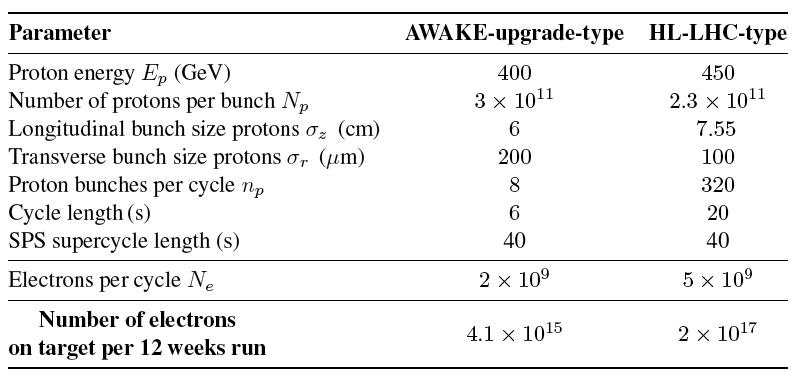 Parameter AWAKE-upgrade-type HL-LHC-type
Proton energy E_p (GeV) 400 450
Number of protons per bunch N_p 3 × 10^11 2.3 × 10^11
Longitudinal bunch size protons σ_z (cm) 6 7.55
Transverse bunch size protons σ_r (μm) 200 100
Proton bunches per cycle n_p 8 320
Cycle length (s) 6 20
SPS supercycle length (s) 40 40
Electrons per cycle N_e 2 × 10^9 5 × 10^9
Number of electrons
on target per 12 weeks run 4.1 × 10^15 2 × 10^17